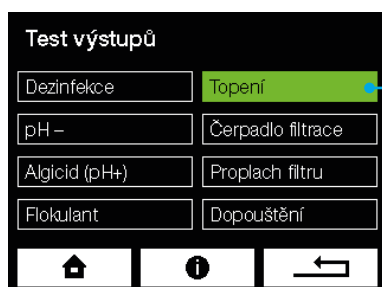 Test výstupů
Dezinfekce
Topení
pH –
Čerpadlo filtrace
Algicid (pH+)
Proplach filtru
Flokulant
Dopouštění